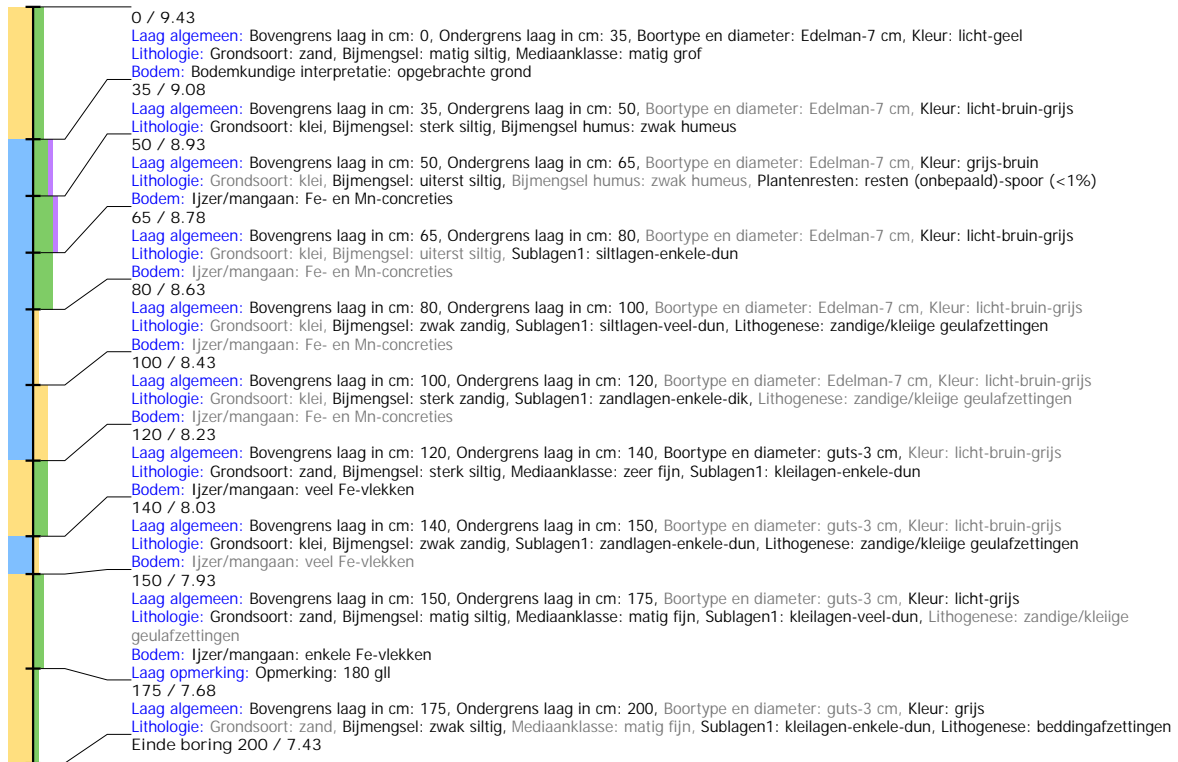 0 / 9.43
Laag algemeen: Bovengrens laag in cm: 0, Ondergrens laag in cm: 35, Boortype en diameter: Edelman-7 cm, Kleur: licht-geel
Lithologie: Grondsoort: zand, Bijmengsel: matig siltig, Mediaanklasse: matig grof
Bodem: Bodemkundige interpretatie: opgebrachte grond
35 / 9.08
Laag algemeen: Bovengrens laag in cm: 35, Ondergrens laag in cm: 50, Boortype en diameter: Edelman-7 cm, Kleur: licht-bruin-grijs
Lithologie: Grondsoort: klei, Bijmengsel: sterk siltig, Bijmengsel humus: zwak humeus
50 / 8.93
Laag algemeen: Bovengrens laag in cm: 50, Ondergrens laag in cm: 65, Boortype en diameter: Edelman-7 cm, Kleur: grijs-bruin
Lithologie: Grondsoort: klei, Bijmengsel: uiterst siltig, Bijmengsel humus: zwak humeus, Plantenresten: resten (onbepaald)-spoor (<1%)
Bodem: Ijzer/mangaan: Fe- en Mn-concreties
65 / 8.78
Laag algemeen: Bovengrens laag in cm: 65, Ondergrens laag in cm: 80, Boortype en diameter: Edelman-7 cm, Kleur: licht-bruin-grijs
Lithologie: Grondsoort: klei, Bijmengsel: uiterst siltig, Sublagen1: siltlagen-enkele-dun
Bodem: Ijzer/mangaan: Fe- en Mn-concreties
80 / 8.63
Laag algemeen: Bovengrens laag in cm: 80, Ondergrens laag in cm: 100, Boortype en diameter: Edelman-7 cm, Kleur: licht-bruin-grijs
Lithologie: Grondsoort: klei, Bijmengsel: zwak zandig, Sublagen1: siltlagen-veel-dun, Lithogenese: zandige/kleiige geulafzettingen
Bodem: Ijzer/mangaan: Fe- en Mn-concreties
100 / 8.43
Laag algemeen: Bovengrens laag in cm: 100, Ondergrens laag in cm: 120, Boortype en diameter: Edelman-7 cm, Kleur: licht-bruin-grijs
Lithologie: Grondsoort: klei, Bijmengsel: sterk zandig, Sublagen1: zandlagen-enkele-dik, Lithogenese: zandige/kleiige geulafzettingen
Bodem: Ijzer/mangaan: Fe- en Mn-concreties
120 / 8.23
Laag algemeen: Bovengrens laag in cm: 120, Ondergrens laag in cm: 140, Boortype en diameter: guts-3 cm, Kleur: licht-bruin-grijs
Lithologie: Grondsoort: zand, Bijmengsel: sterk siltig, Mediaanklasse: zeer fijn, Sublagen1: kleilagen-enkele-dun
Bodem: Ijzer/mangaan: veel Fe-vlekken
140 / 8.03
Laag algemeen: Bovengrens laag in cm: 140, Ondergrens laag in cm: 150, Boortype en diameter: guts-3 cm, Kleur: licht-bruin-grijs
Lithologie: Grondsoort: klei, Bijmengsel: zwak zandig, Sublagen1: zandlagen-enkele-dun, Lithogenese: zandige/kleiige geulafzettingen
Bodem: Ijzer/mangaan: veel Fe-vlekken
150 / 7.93
Laag algemeen: Bovengrens laag in cm: 150, Ondergrens laag in cm: 175, Boortype en diameter: guts-3 cm, Kleur: licht-grijs
Lithologie: Grondsoort: zand, Bijmengsel: matig siltig, Mediaanklasse: matig fijn, Sublagen1: kleilagen-veel-dun, Lithogenese: zandige/kleiige
geulafzettingen
Bodem: Ijzer/mangaan: enkele Fe-vlekken
Laag opmerking: Opmerking: 180 gll
175 / 7.68
Laag algemeen: Bovengrens laag in cm: 175, Ondergrens laag in cm: 200, Boortype en diameter: guts-3 cm, Kleur: grijs
Lithologie: Grondsoort: zand, Bijmengsel: zwak siltig, Mediaanklasse: matig fijn, Sublagen1: kleilagen-enkele-dun, Lithogenese: beddingafzettingen
Einde boring 200 / 7.43